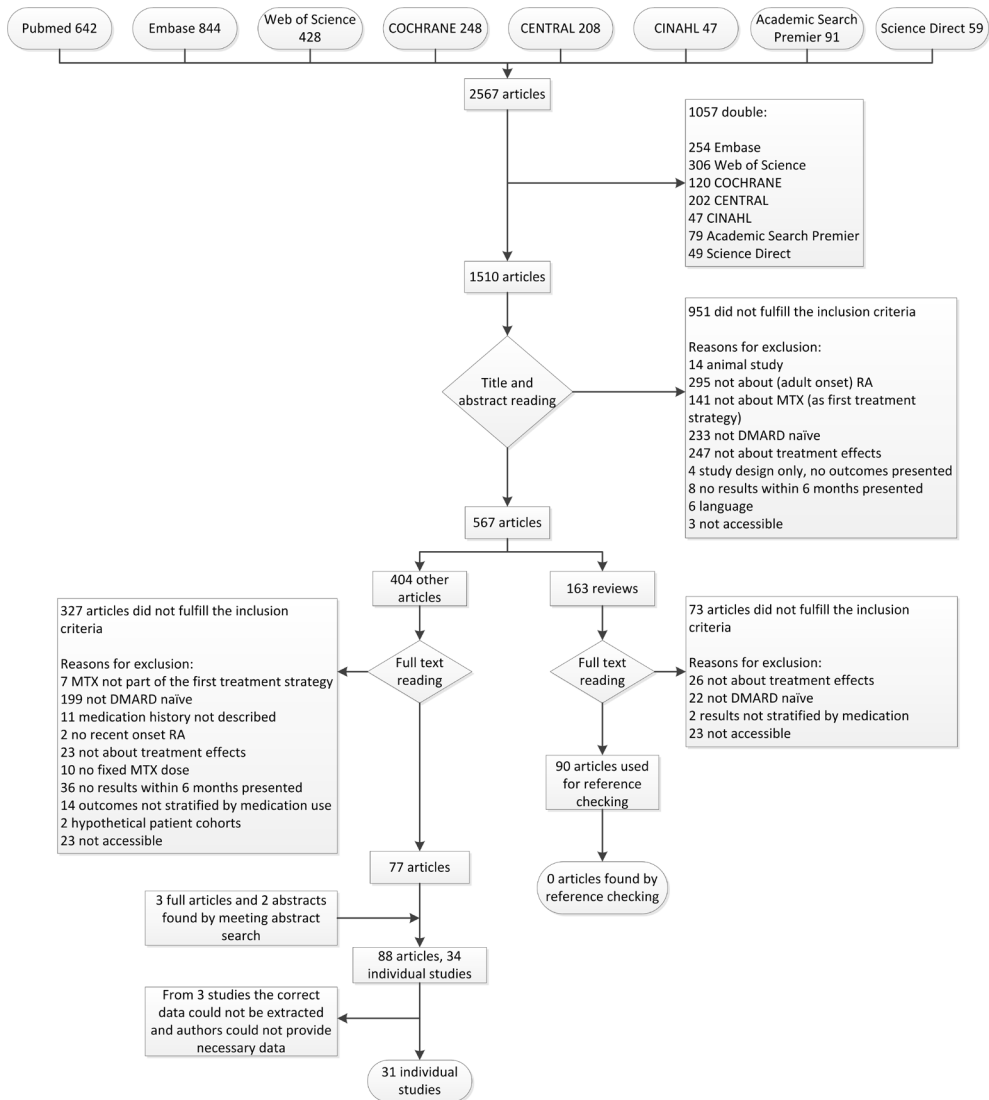 Pubmed 642
Embase 844
Web of Science
428
COCHRANE 248
CENTRAL 208
CINAHL 47
Academic Search
Premier 91
Science Direct 59
2567 articles
1057 double:
254 Embase
306 Web of Science
120 COCHRANE
202 CENTRAL
47 CINAHL
79 Academic Search Premier
49 Science Direct
1510 articles
Title and
abstract reading
951 did not fulfill the inclusion criteria
Reasons for exclusion:
14 animal study
295 not about (adult onset) RA
141 not about MTX (as first treatment
strategy)
233 not DMARD naïve
247 not about treatment effects
4 study design only, no outcomes presented
8 no results within 6 months presented
6 language
3 not accessible
567 articles
404 other
articles
163 reviews
327 articles did not fulfill the inclusion
criteria
Reasons for exclusion:
7 MTX not part of the first treatment strategy
199 not DMARD naïve
11 medication history not described
2 no recent onset RA
23 not about treatment effects
10 no fixed MTX dose
36 no results within 6 months presented
14 outcomes not stratified by medication use
2 hypothetical patient cohorts
23 not accessible
Full text
reading
Full text
reading
73 articles did not fulfill the inclusion
criteria
Reasons for exclusion:
26 not about treatment effects
22 not DMARD naïve
2 results not stratified by medication
23 not accessible
90 articles used
for reference
checking
77 articles
0 articles found by
reference checking
3 full articles and 2 abstracts
found by meeting abstract
search
88 articles, 34
individual studies
From 3 studies the correct
data could not be extracted
and authors could not provide
necessary data
31 individual
studies